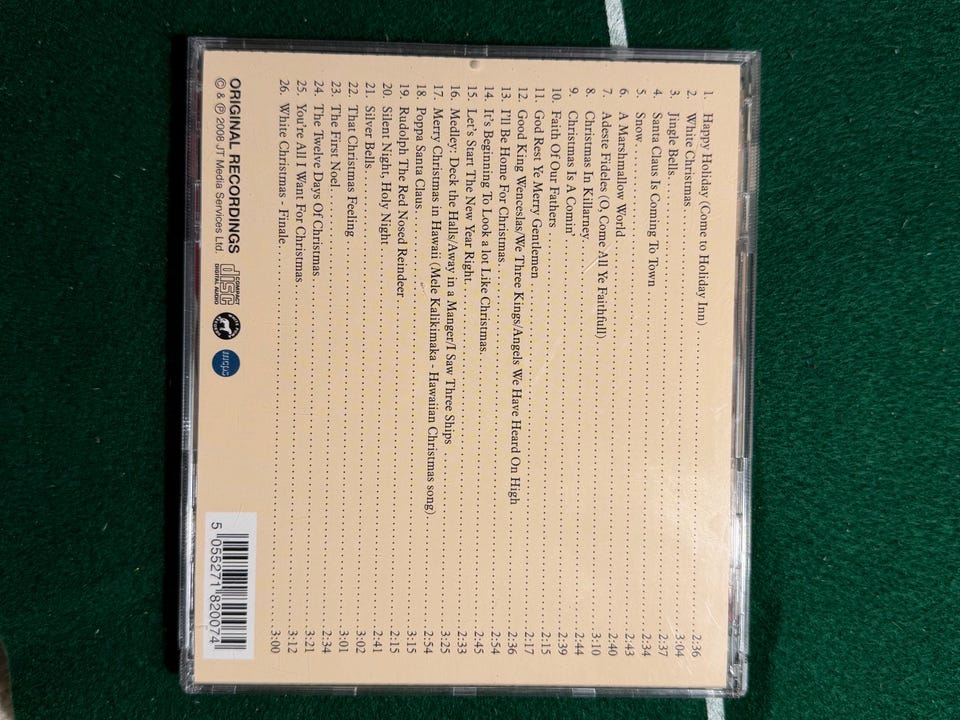 1. Happy Holiday (Come to Holiday Inn) 2:36
2. White Christmas 3:04
3. Jingle Bells 2:37
4. Santa Claus Is Coming To Town 2:34
5. Snow 2:43
6. A Marshmallow World 2:40
7. Adeste Fideles (O, Come All Ye Faithfull) 3:10
8. Christmas In Killarney 2:44
9. Christmas Is A Comin' 2:39
10. Faith Of Our Fathers 2:15
11. God Rest Ye Merry Gentlemen 2:17
12. Good King Wenceslas/We Three Kings/Angels We Have Heard On High 2:36
13. I'll Be Home For Christmas 2:54
14. It's Beginning To Look a lot Like Christmas 2:45
15. Let's Start The New Year Right 2:33
16. Medley: Deck the Halls/Away in a Manger/I Saw Three Ships 3:25
17. Merry Christmas in Hawaii (Mele Kalikimaka - Hawaiian Christmas song) 2:54
18. Poppa Santa Claus 3:15
19. Rudolph The Red Nosed Reindeer 2:15
20. Silent Night, Holy Night 2:41
21. Silver Bells 3:02
22. That Christmas Feeling 3:01
23. The First Noel 2:34
24. The Twelve Days Of Christmas 3:21
25. You're All I Want For Christmas 3:12
26. White Christmas - Finale 3:00
ORIGINAL RECORDINGS
© & ℗ 2008 JT Media Services Ltd.
COMPACT
disc
DIGITAL AUDIO
mcps
5 055271 820074